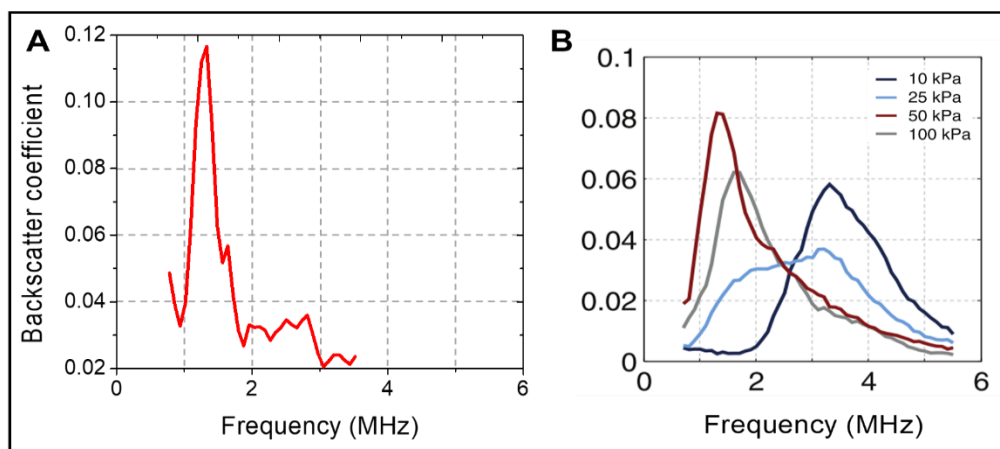 A
Backscatter coefficient
0.12
0.10
0.08
0.06
0.04
0.02
0
2
4
6
Frequency (MHz)
B
0.1
0.08
0.06
0.04
0.02
0
10 kPa
25 kPa
50 kPa
100 kPa
0
2
4
6
Frequency (MHz)